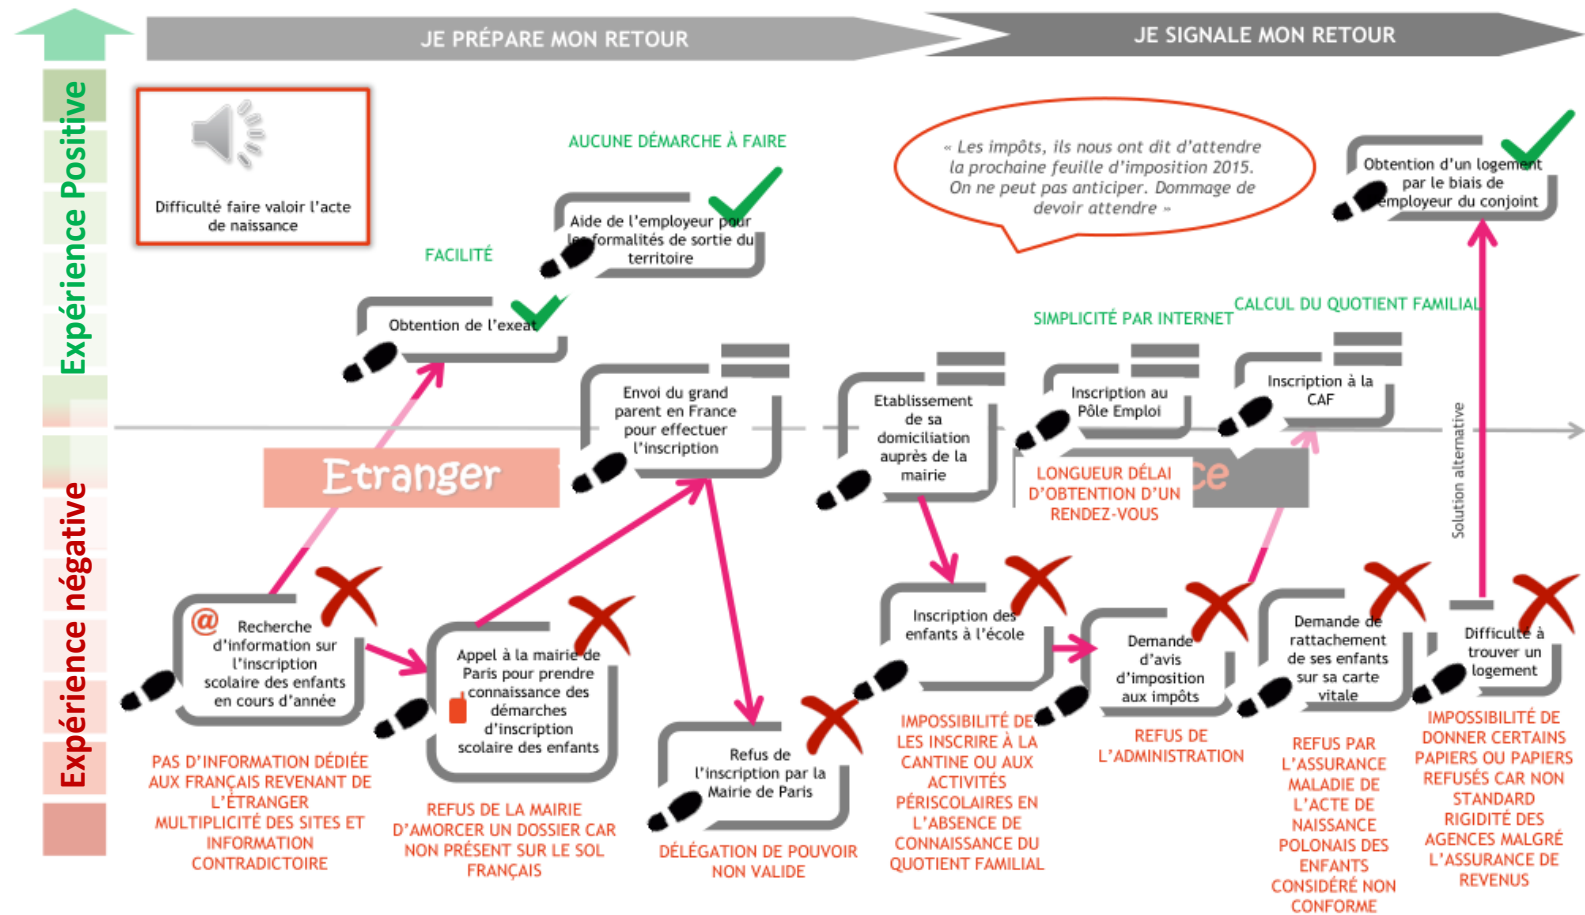 JE PRÉPARE MON RETOUR
JE SIGNALE MON RETOUR
Expérience Positive
Expérience négative
Difficulté faire valoir l'acte
de naissance
FACILITÉ
Obtention de l'exeat
AUCUNE DÉMARCHE À FAIRE
Aide de l'employeur pour
les formalités de sortie du
territoire
« Les impôts, ils nous ont dit d'attendre
la prochaine feuille d'imposition 2015.
On ne peut pas anticiper. Dommage de
devoir attendre »
Obtention d'un logement
par le biais de
employeur du conjoint
Envoi du grand
parent en France
pour effectuer
l'inscription
Etablissement
de sa
domiciliation
auprès de la
mairie
SIMPLICITÉ PAR INTERNET
Inscription au
Pôle Emploi
LONGUEUR DÉLAI
D'OBTENTION D'UN
RENDEZ-VOUS
CALCUL DU QUOTIENT FAMILIAL
Inscription à la
CAF
Etranger
ce
Solution alternative
@
Recherche
d'information sur
l'inscription
scolaire des enfants
en cours d'année
PAS D'INFORMATION DÉDIÉE
AUX FRANÇAIS REVENANT DE
L'ÉTRANGER
MULTIPLICITÉ DES SITES ET
INFORMATION
CONTRADICTOIRE
Appel à la mairie de
Paris pour prendre
connaissance des
démarches
d'inscription
scolaire des enfants
REFUS DE LA MAIRIE
D'AMORCER UN DOSSIER CAR
NON PRÉSENT SUR LE SOL
FRANÇAIS
Refus de
l'inscription par la
Mairie de Paris
DÉLÉGATION DE POUVOIR
NON VALIDE
Inscription des
enfants à l'école
IMPOSSIBILITÉ DE
LES INSCRIRE À LA
CANTINE OU AUX
ACTIVITÉS
PÉRISCOLAIRES EN
L'ABSENCE DE
CONNAISSANCE DU
QUOTIENT FAMILIAL
Demande
d'avis
d'imposition
aux impôts
REFUS DE
L'ADMINISTRATION
Demande de
rattachement
de ses enfants
sur sa carte
vitale
REFUS PAR
L'ASSURANCE
MALADIE DE
L'ACTE DE
NAISSANCE
POLONAIS DES
ENFANTS
CONSIDÉRÉ NON
CONFORME
Difficulté à
trouver un
logement
IMPOSSIBILITÉ DE
DONNER CERTAINS
PAPIERS OU PAPIERS
REFUSÉS CAR NON
STANDARD
RIGIDITÉ DES
AGENCES MALGRÉ
L'ASSURANCE DE
REVENUS